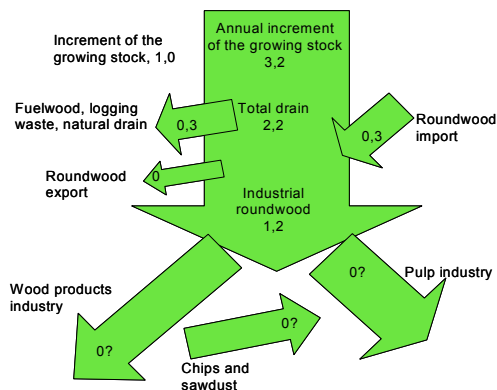 Increment of the
growing stock, 1,0
Annual increment
of the growing stock
3,2
Fuelwood, logging
waste, natural drain
0,3
Total drain
2,2
0,3
Roundwood
import
Roundwood
export
0
Industrial
roundwood
1,2
Wood products
industry
0?
0?
Pulp industry
0?
Chips and
sawdust